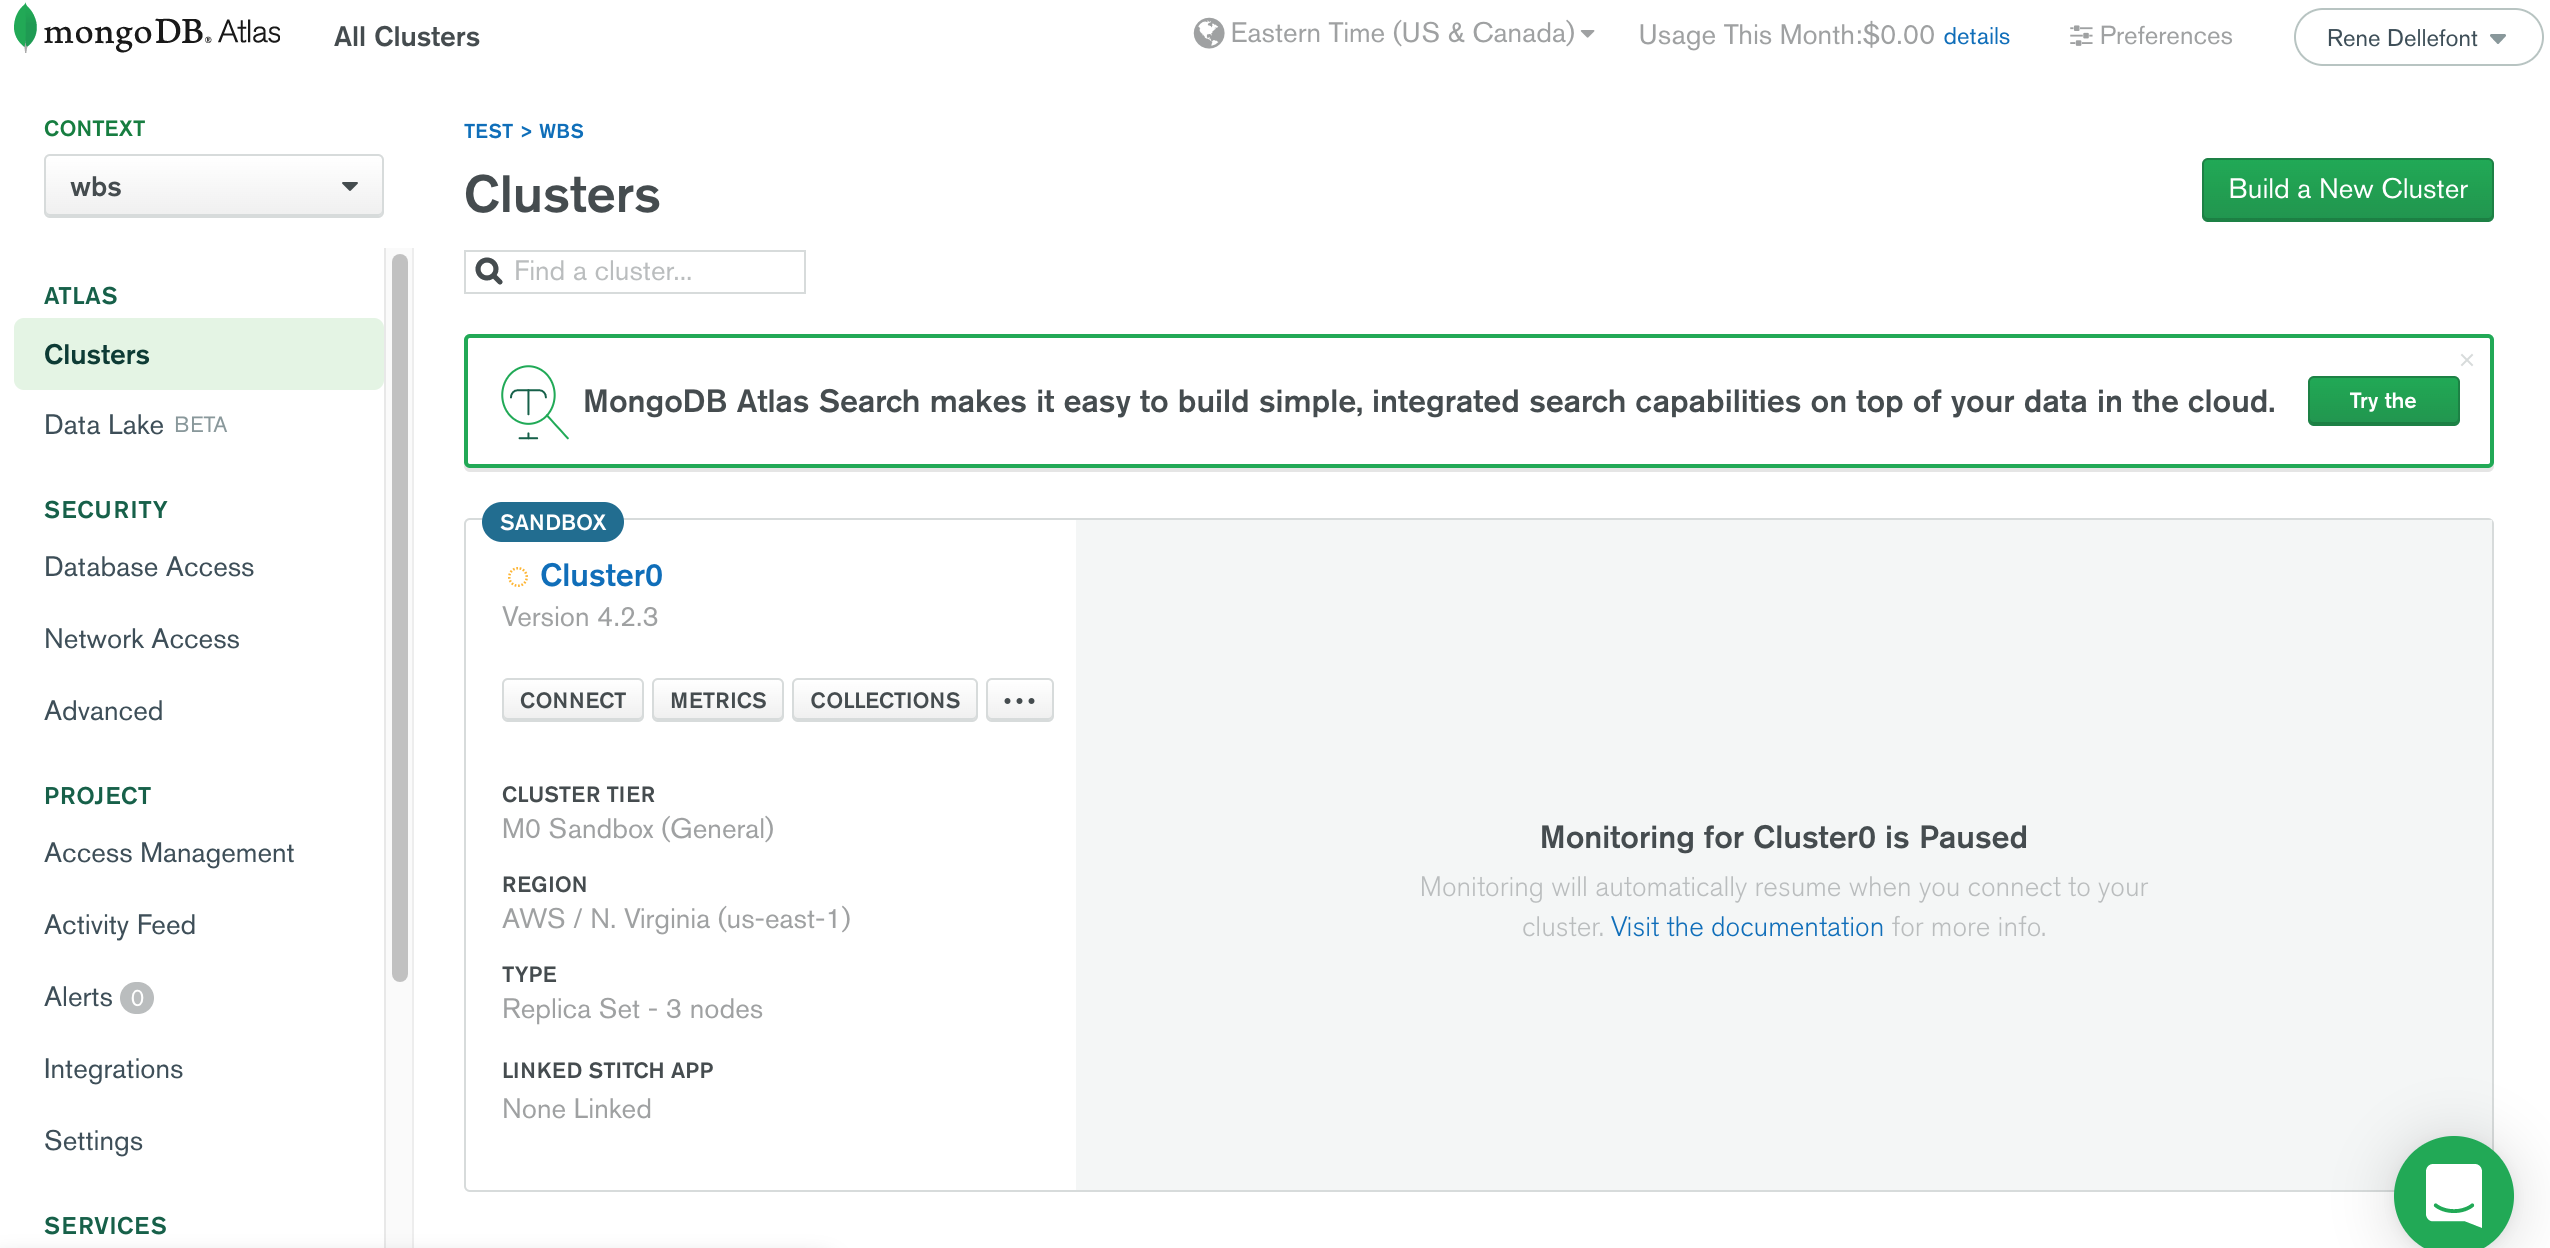 mongoDB. Atlas
All Clusters
Eastern Time (US & Canada)
Usage This Month:$0.00 details
Preferences
Rene Dellefont
CONTEXT
wbs
ATLAS
Clusters
Data Lake BETA
SECURITY
Database Access
Network Access
Advanced
PROJECT
Access Management
Activity Feed
Alerts 0
Integrations
Settings
SERVICES
TEST > WBS
Clusters
Build a New Cluster
Find a cluster...
MongoDB Atlas Search makes it easy to build simple, integrated search capabilities on top of your data in the cloud.
Try the
SANDBOX
Cluster0
Version 4.2.3
CONNECT
METRICS
COLLECTIONS
...
CLUSTER TIER
M0 Sandbox (General)
REGION
AWS / N. Virginia (us-east-1)
TYPE
Replica Set - 3 nodes
LINKED STITCH APP
None Linked
Monitoring for Cluster0 is Paused
Monitoring will automatically resume when you connect to your
cluster. Visit the documentation for more info.